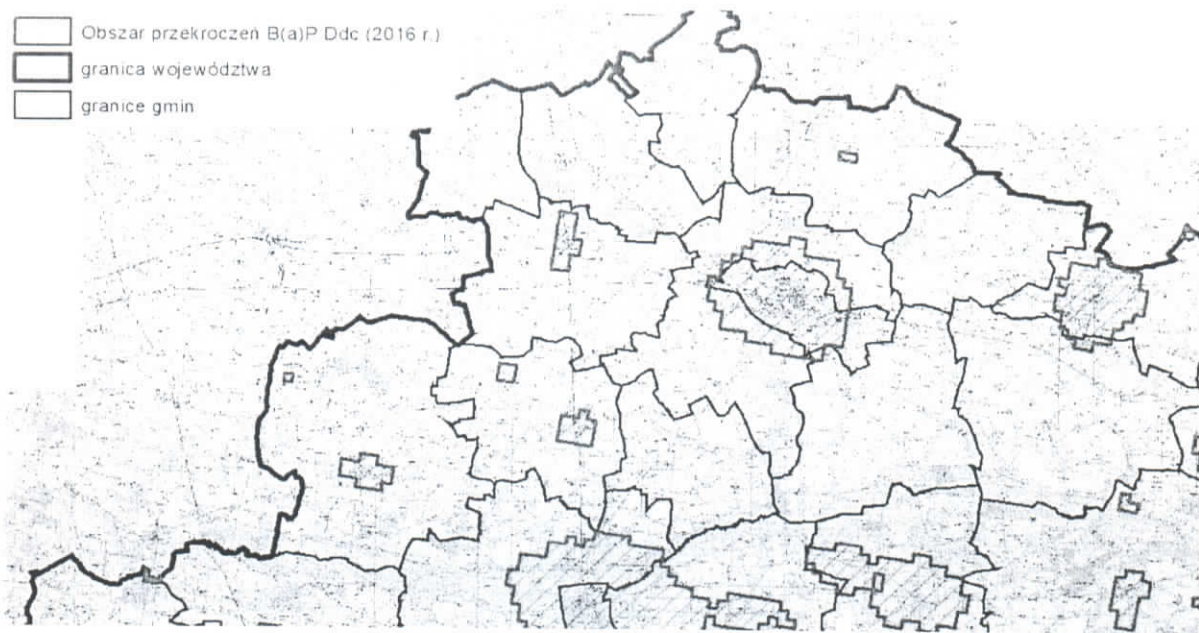 Obszar przekroczeń B(a)P Ddc (2016 r.)
granica województwa
granice gmin